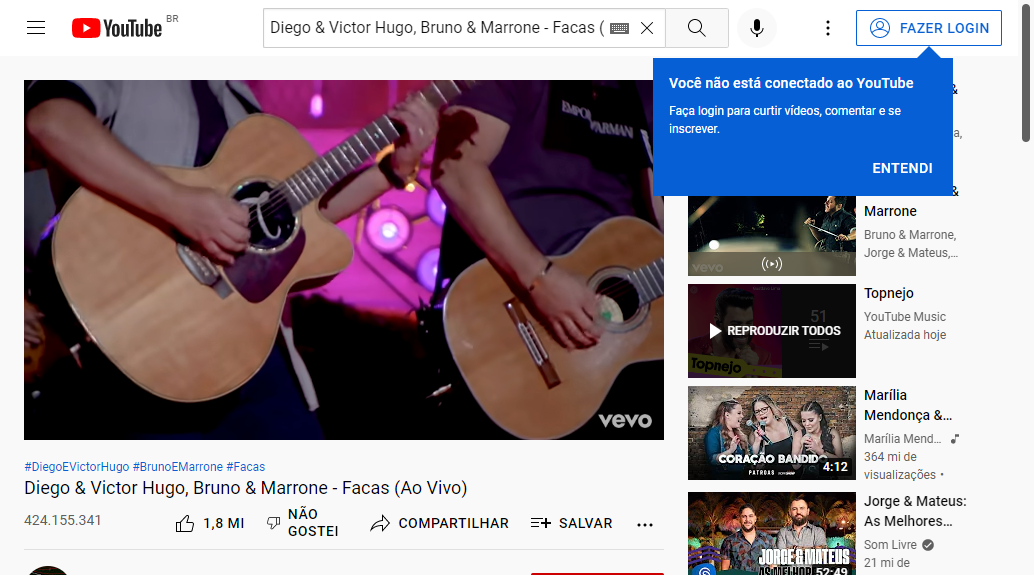 YouTube BR
Diego & Victor Hugo, Bruno & Marrone - Facas (
FAZER LOGIN
Você não está conectado ao YouTube
Faça login para curtir vídeos, comentar e se
inscrever.
ENTENDI
&
a,
&
Marrone
Bruno & Marrone,
Jorge & Mateus,...
vevo
EMPORIO
ARMANI
vevo
Topnejo
YouTube Music
Atualizada hoje
51
REPRODUZIR TODOS
Topnejo
Marília
Mendonça &...
Marília Mend...
364 mi de
visualizações •
CORAÇÃO BANDIDO
PATROAS
4:12
#DiegoEVictorHugo #BrunoEMarrone #Facas
Diego & Victor Hugo, Bruno & Marrone - Facas (Ao Vivo)
424.155.341
1,8 MI
NÃO
GOSTEI
COMPARTILHAR
SALVAR
Jorge & Mateus:
As Melhores...
Som Livre
21 mi de
JORGE & MATEUS
AS MELHOR
52:49